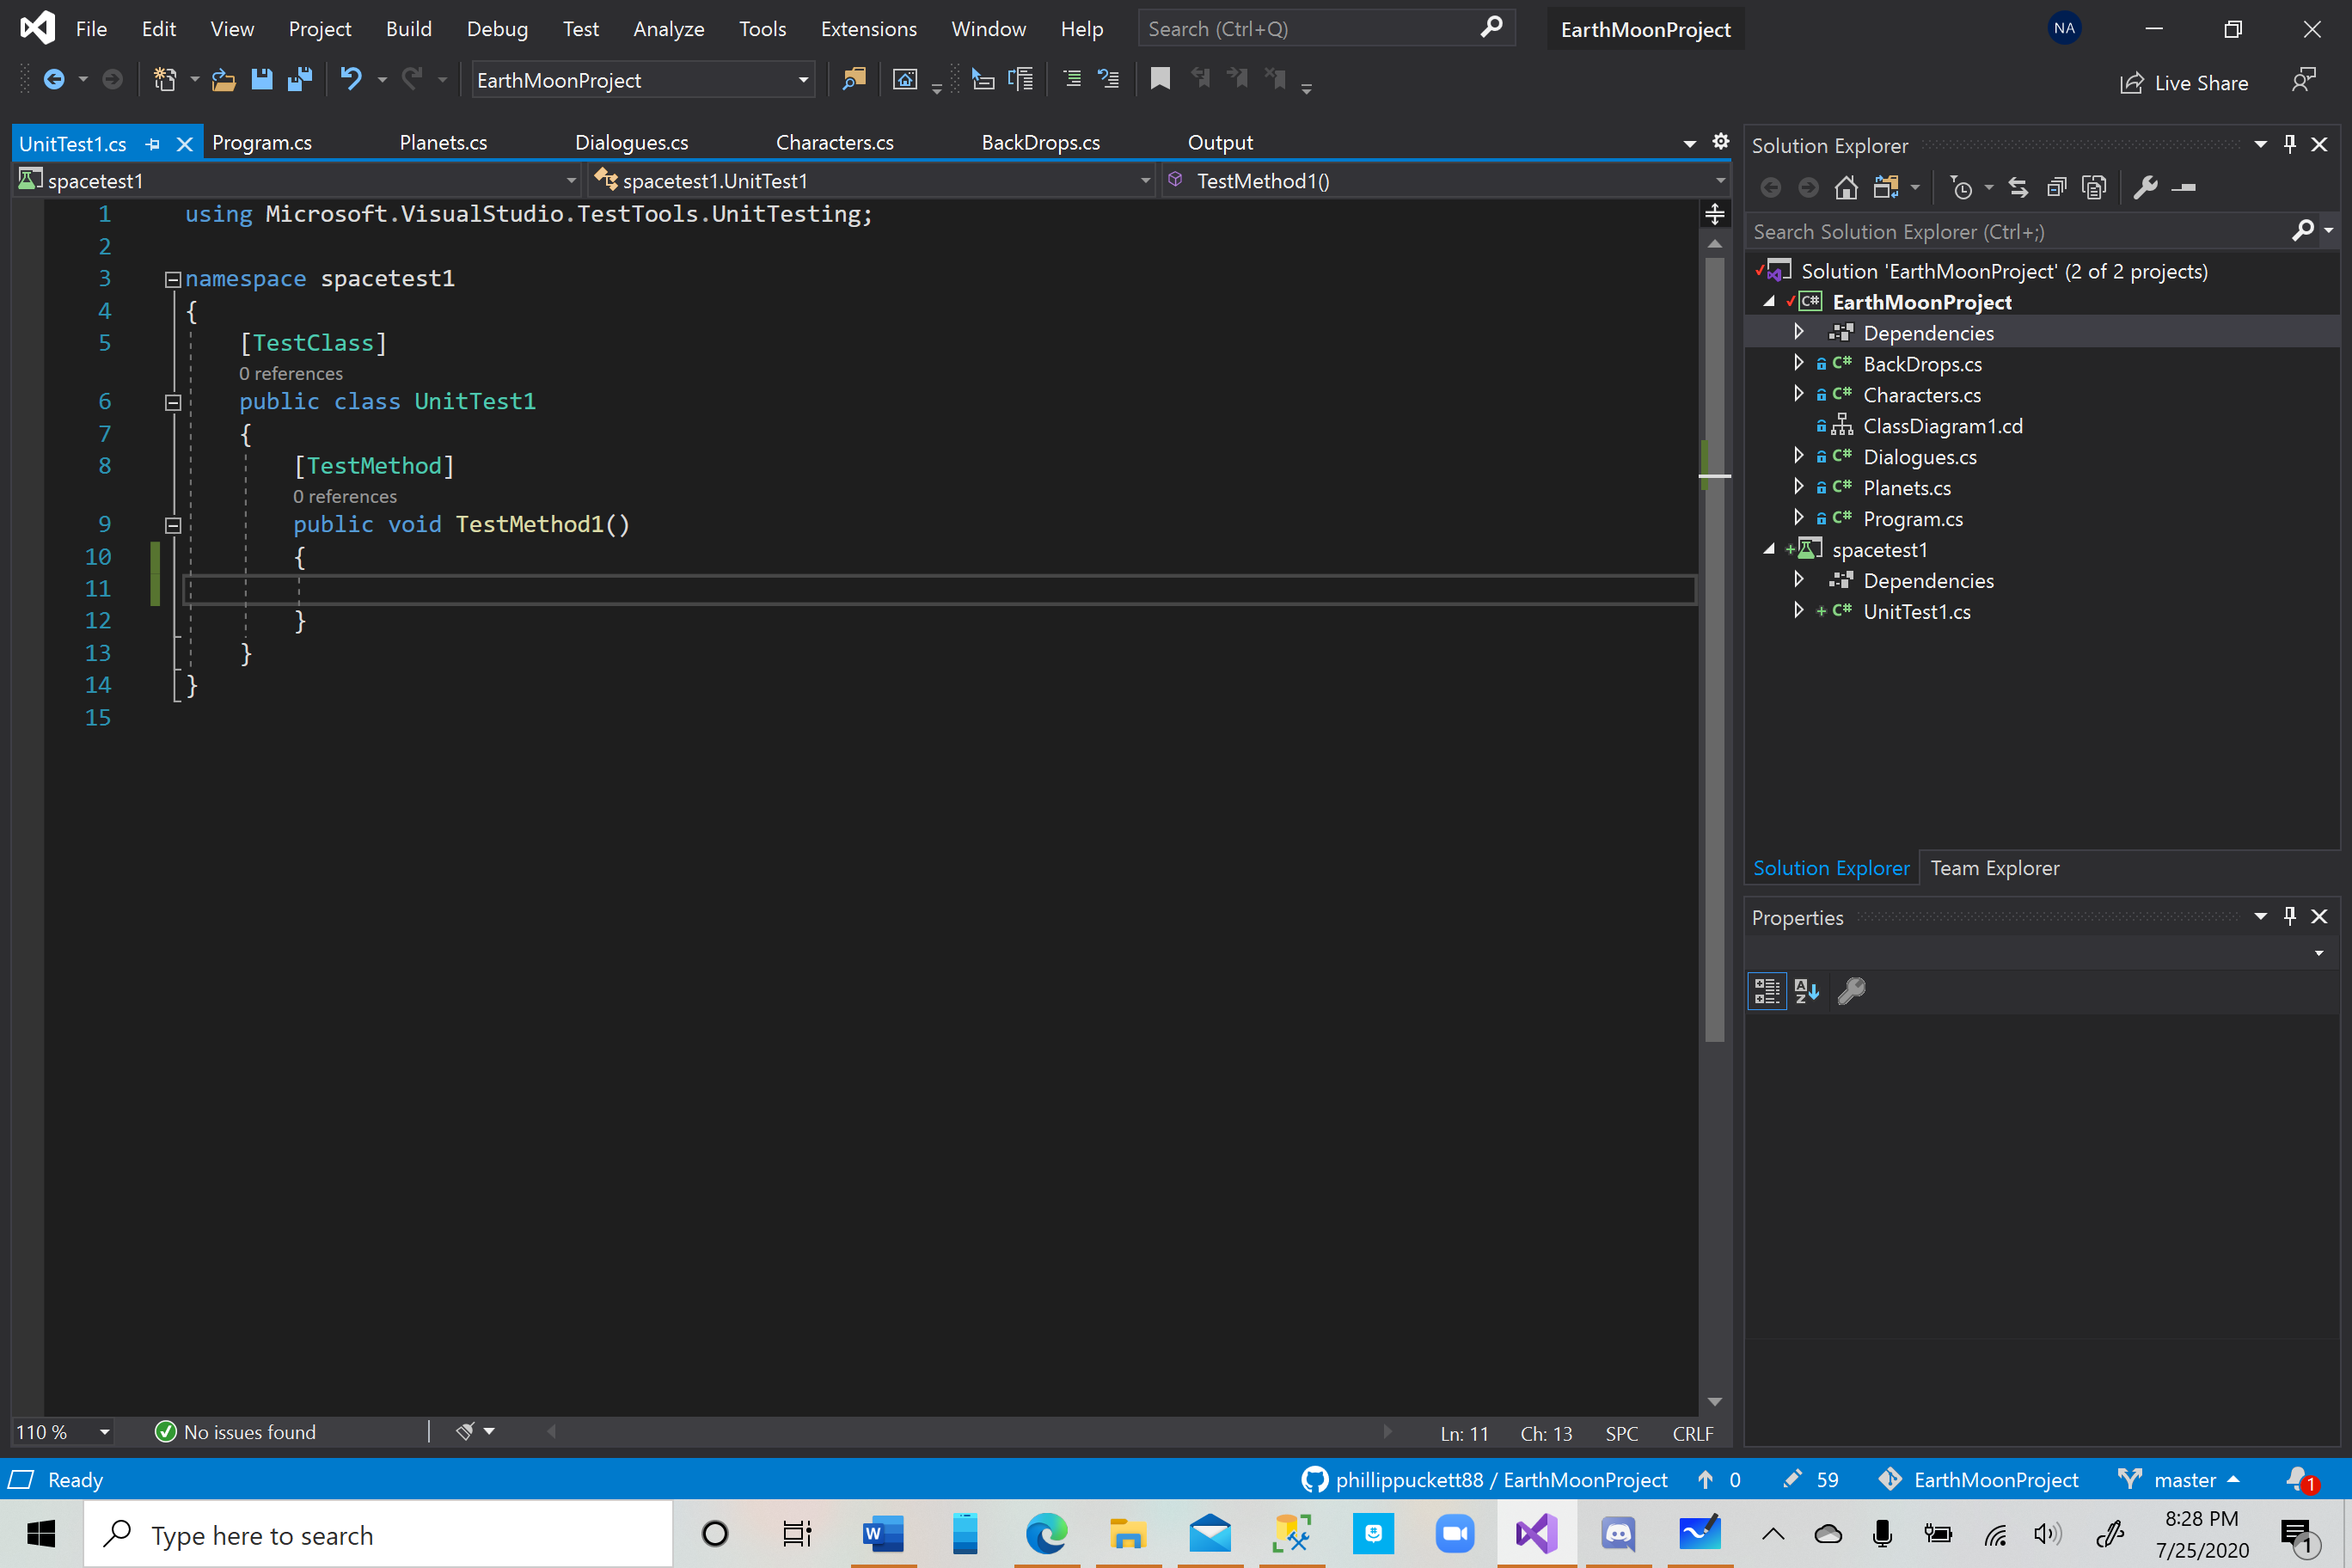 File Edit View Project Build Debug Test Analyze Tools Extensions Window Help Search (Ctrl+Q) EarthMoonProject NA
EarthMoonProject Live Share
UnitTest1.cs Program.cs Planets.cs Dialogues.cs Characters.cs BackDrops.cs Output
spacetest1 spacetest1.UnitTest1 TestMethod1()
1 using Microsoft.VisualStudio.TestTools.UnitTesting;
2
3 namespace spacetest1
4 {
5 [TestClass]
0 references
6 public class UnitTest1
7 {
8 [TestMethod]
0 references
9 public void TestMethod1()
10 {
11
12 }
13 }
14 }
15
110 % No issues found Ln: 11 Ch: 13 SPC CRLF
Solution Explorer
Search Solution Explorer (Ctrl+;)
Solution 'EarthMoonProject' (2 of 2 projects)
C# EarthMoonProject
Dependencies
C# BackDrops.cs
C# Characters.cs
ClassDiagram1.cd
C# Dialogues.cs
C# Planets.cs
C# Program.cs
spacetest1
Dependencies
C# UnitTest1.cs
Solution Explorer Team Explorer
Properties
Ready phillippuckett88 / EarthMoonProject 0 59 EarthMoonProject master 1
Type here to search
8:28 PM
7/25/2020
1